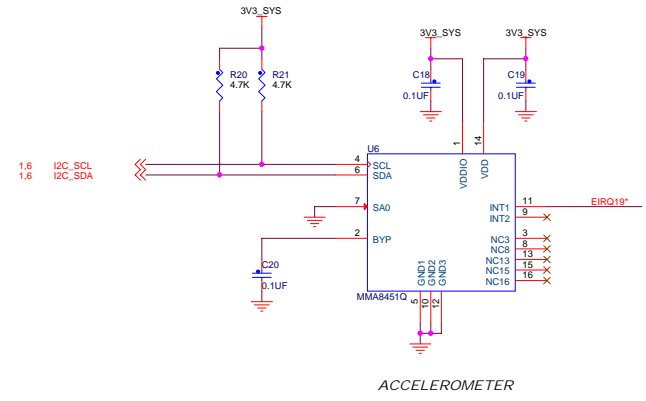 3V3_SYS
3V3_SYS
3V3_SYS
R20
4.7K
R21
4.7K
C18
0.1UF
C19
0.1UF
1
14
U6
1,6 I2C_SCL
4
SCL
1,6 I2C_SDA
6
SDA
VDDIO
VDD
7
SA0
INT1
11
EIRQ19*
INT2
9
2
BYP
NC3
3
NC8
8
NC13
13
NC15
15
NC16
16
C20
0.1UF
GND1
GND2
GND3
MMA8451Q
5
10
12
ACCELEROMETER